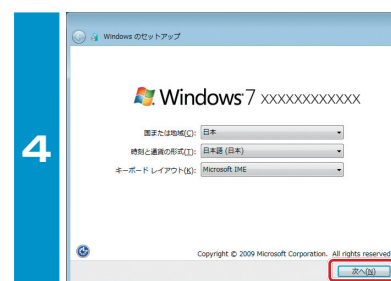 4
Windows のセットアップ
Windows 7 xxxxxxxxxxxx
国または地域(C): 日本
時刻と通貨の形式(T): 日本語 (日本)
キーボード レイアウト(K): Microsoft IME
Copyright © 2009 Microsoft Corporation. All rights reserved
次へ(N)